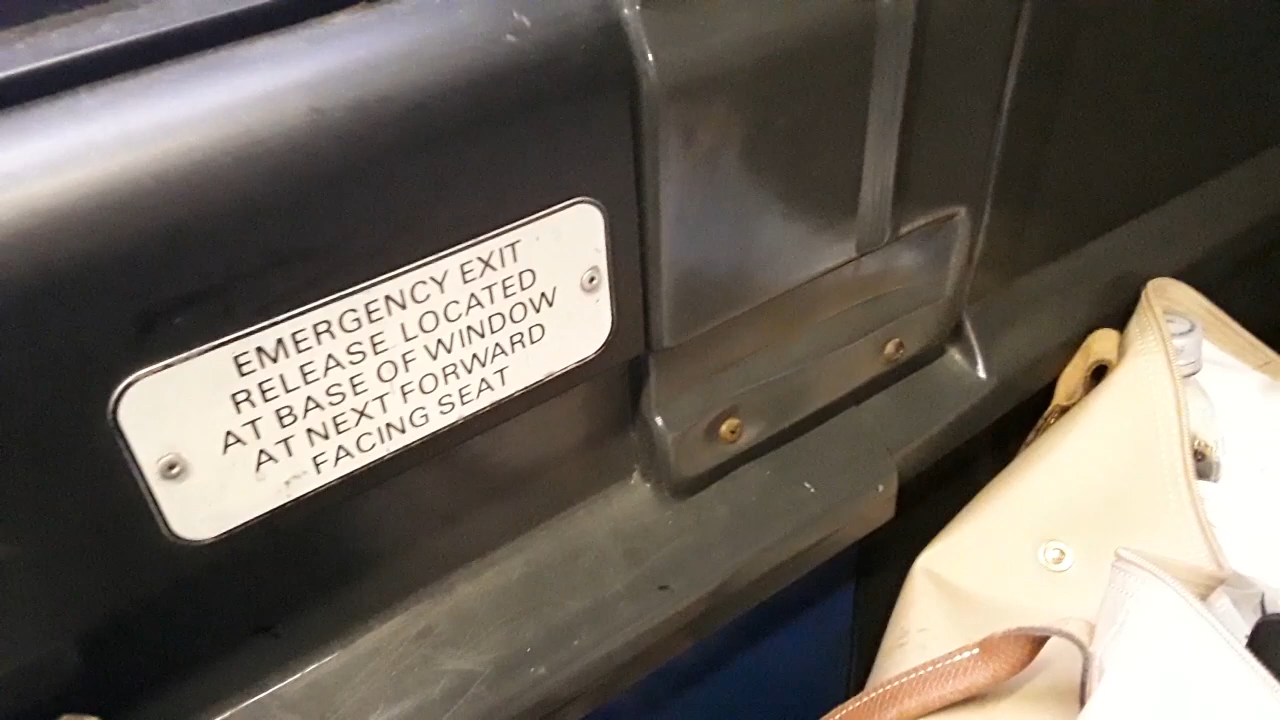 EMERGENCY EXIT
RELEASE LOCATED
AT BASE OF WINDOW
AT NEXT FORWARD
FACING SEAT